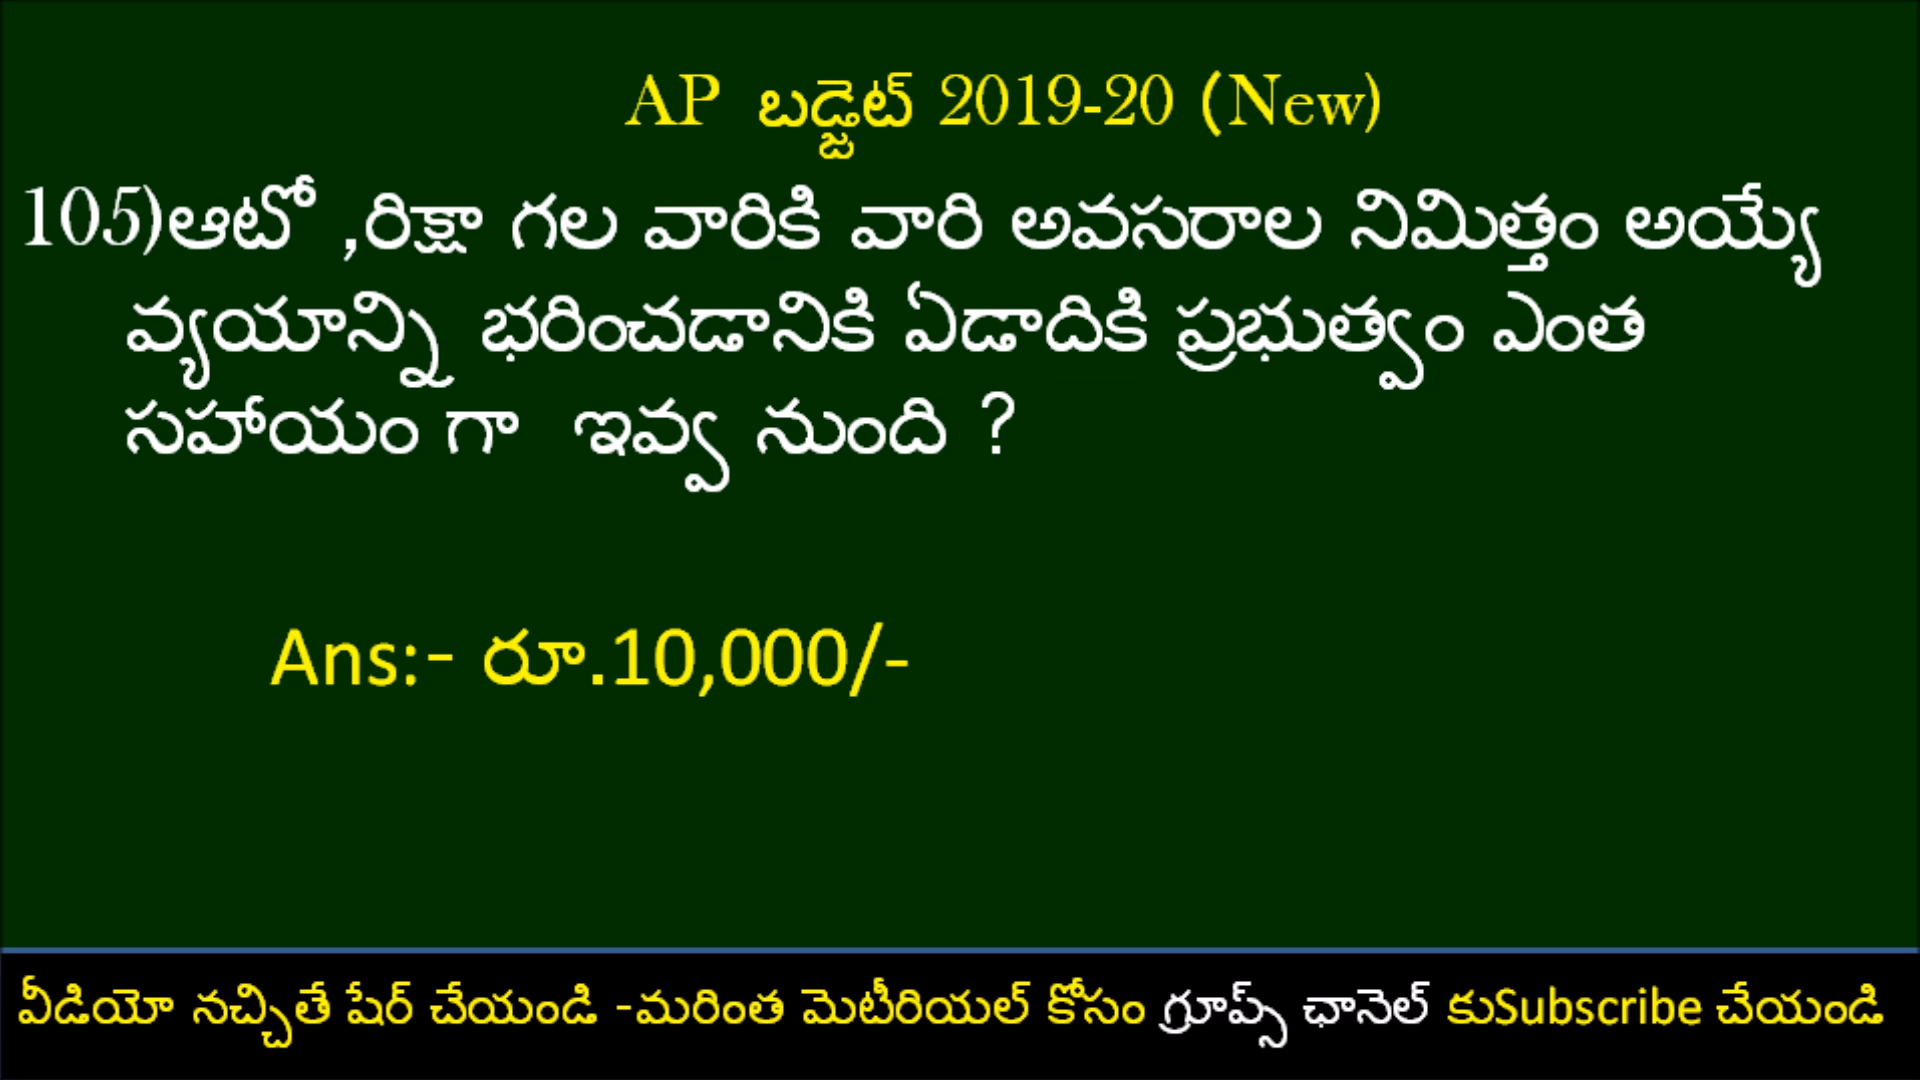 AP బడ్జెట్ 2019-20 (New)
105)ఆటో ,రిక్షా గల వారికి వారి అవసరాల నిమిత్తం అయ్యే
వ్యయాన్ని భరించడానికి ఏడాదికి ప్రభుత్వం ఎంత
సహాయం గా ఇవ్వ నుంది ?
Ans:- రూ.10,000/-
వీడియో నచ్చితే షేర్ చేయండి -మరింత మెటీరియల్ కోసం గ్రూప్స్ ఛానెల్ కుSubscribe చేయండి